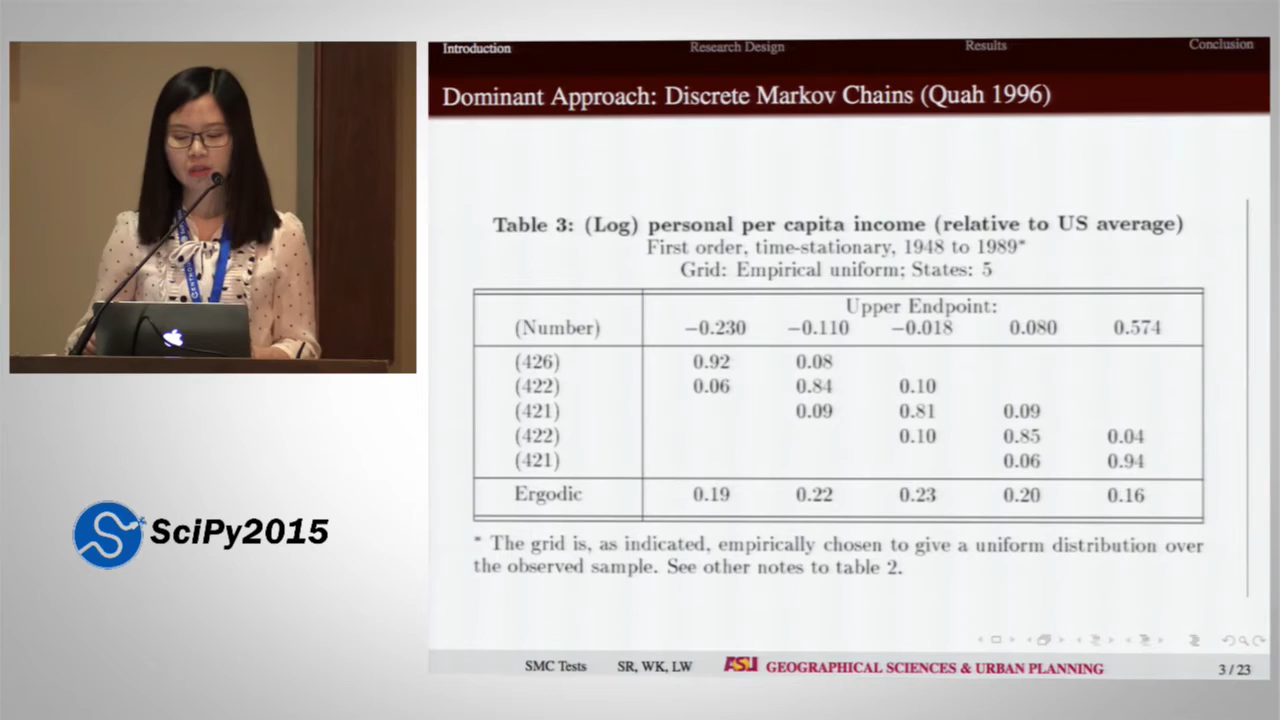 Introduction Research Design Results Conclusion
Dominant Approach: Discrete Markov Chains (Quah 1996)
Table 3: (Log) personal per capita income (relative to US average)
First order, time-stationary, 1948 to 1989*
Grid: Empirical uniform; States: 5
Upper Endpoint:
(Number) −0.230 −0.110 −0.018 0.080 0.574
(426) 0.92 0.08
(422) 0.06 0.84 0.10
(421) 0.09 0.81 0.09
(422) 0.10 0.85 0.04
(421) 0.06 0.94
Ergodic 0.19 0.22 0.23 0.20 0.16
* The grid is, as indicated, empirically chosen to give a uniform distribution over
the observed sample. See other notes to table 2.
SMC Tests SR, WK, LW ASU GEOGRAPHICAL SCIENCES & URBAN PLANNING 3 / 23
SciPy2015